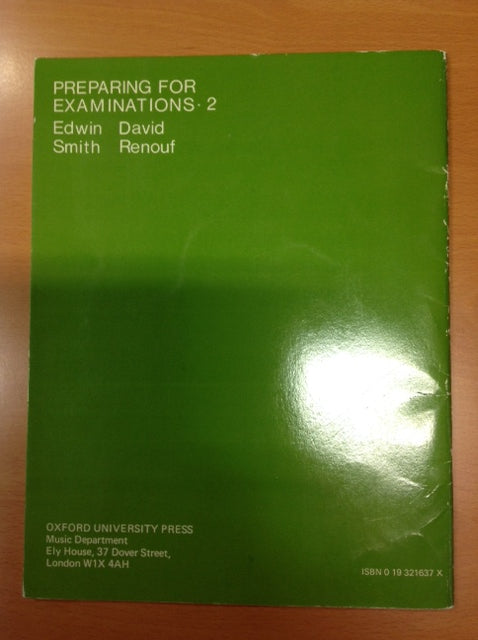 PREPARING FOR
EXAMINATIONS · 2
Edwin David
Smith Renouf
OXFORD UNIVERSITY PRESS
Music Department
Ely House, 37 Dover Street,
London W1X 4AH
ISBN 0 19 321637 X